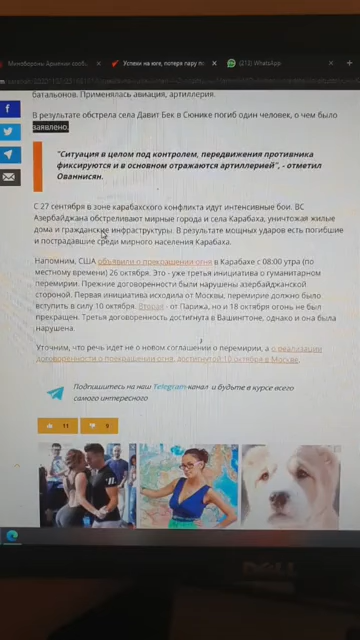 Успехи на юге, потеря пару п
(212) WhatsApp
батальонов. Применялась авиация, артиллерия.
В результате обстрела села Давит Бек в Сюнике погиб один человек, о чем было
заявлено.
"Ситуация в целом под контролем, передвижения противника
фиксируются и в основном отражаются артиллерией", - отметил
Ованнисян.
С 27 сентября в зоне карабахского конфликта идут интенсивные бои. ВС
Азербайджана обстреливают мирные города и села Карабаха, уничтожая жилые
дома и гражданские инфраструктуры. В результате мощных ударов есть погибшие
и пострадавшие среди мирного населения Карабаха.
Напомним, США объявили о прекращении огня в Карабахе с 08:00 утра (по
местному времени) 26 октября. Это - уже третья инициатива о гуманитарном
перемирии. Прежние договоренности были нарушены азербайджанской
стороной. Первая инициатива исходила от Москвы, перемирие должно было
вступить в силу 10 октября. Вторая - от Парижа, но и 18 октября огонь не был
прекращен. Третья договоренность достигнута в Вашингтоне, однако и она была
нарушена.
Уточним, что речь идет не о новом соглашении о перемирии, а о реализации
договоренности о прекращении огня, достигнутой 10 октября в Москве.
Подпишитесь на наш Telegram-канал и будьте в курсе всего
самого интересного
11
0
DELL